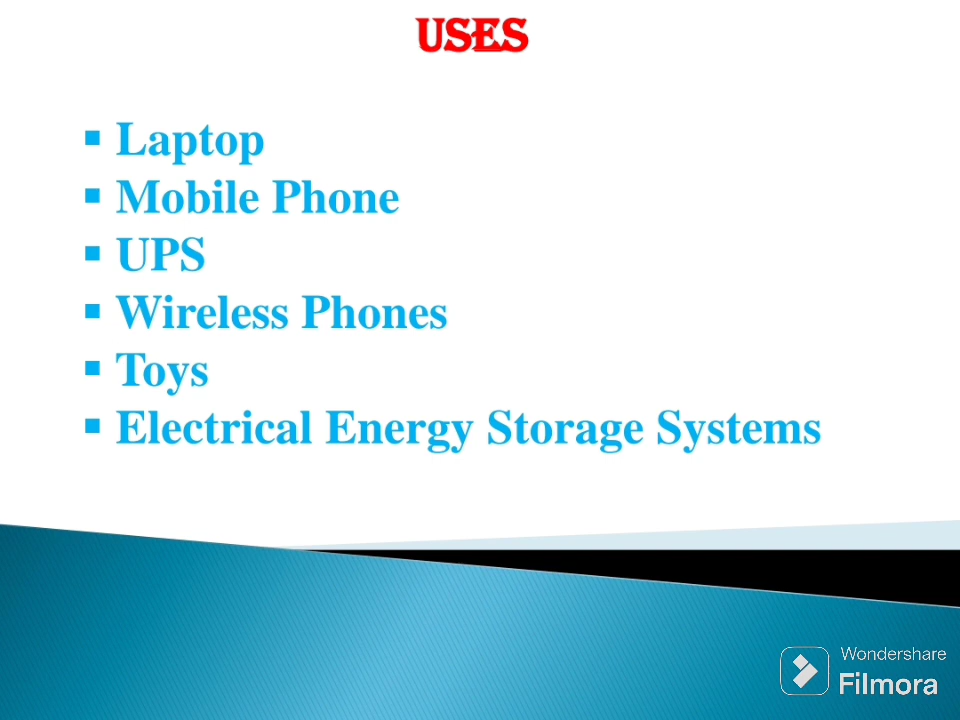 USES
▪ Laptop
▪ Mobile Phone
▪ UPS
▪ Wireless Phones
▪ Toys
▪ Electrical Energy Storage Systems
Wondershare
Filmora